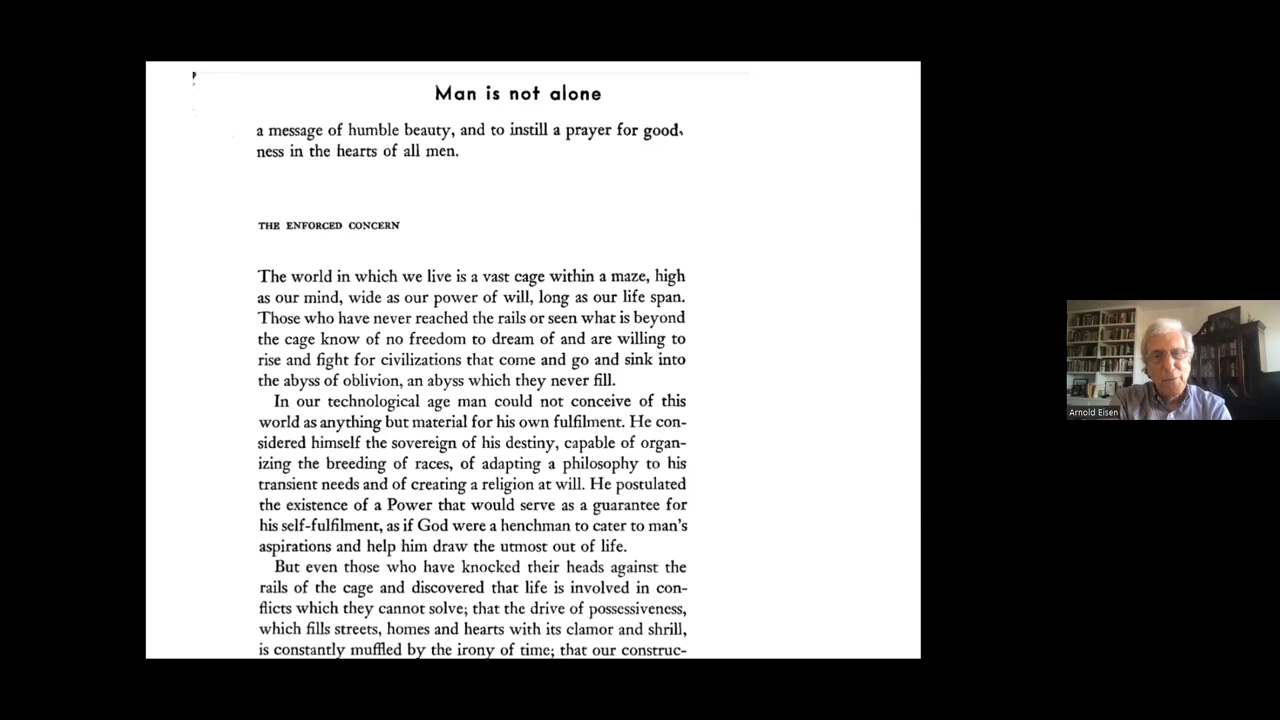 Man is not alone
a message of humble beauty, and to instill a prayer for good-
ness in the hearts of all men.
THE ENFORCED CONCERN
The world in which we live is a vast cage within a maze, high
as our mind, wide as our power of will, long as our life span.
Those who have never reached the rails or seen what is beyond
the cage know of no freedom to dream of and are willing to
rise and fight for civilizations that come and go and sink into
the abyss of oblivion, an abyss which they never fill.
In our technological age man could not conceive of this
world as anything but material for his own fulfilment. He con-
sidered himself the sovereign of his destiny, capable of organ-
izing the breeding of races, of adapting a philosophy to his
transient needs and of creating a religion at will. He postulated
the existence of a Power that would serve as a guarantee for
his self-fulfilment, as if God were a henchman to cater to man's
aspirations and help him draw the utmost out of life.
But even those who have knocked their heads against the
rails of the cage and discovered that life is involved in con-
flicts which they cannot solve; that the drive of possessiveness,
which fills streets, homes and hearts with its clamor and shrill,
is constantly muffled by the irony of time; that our construc-
Arnold Eisen